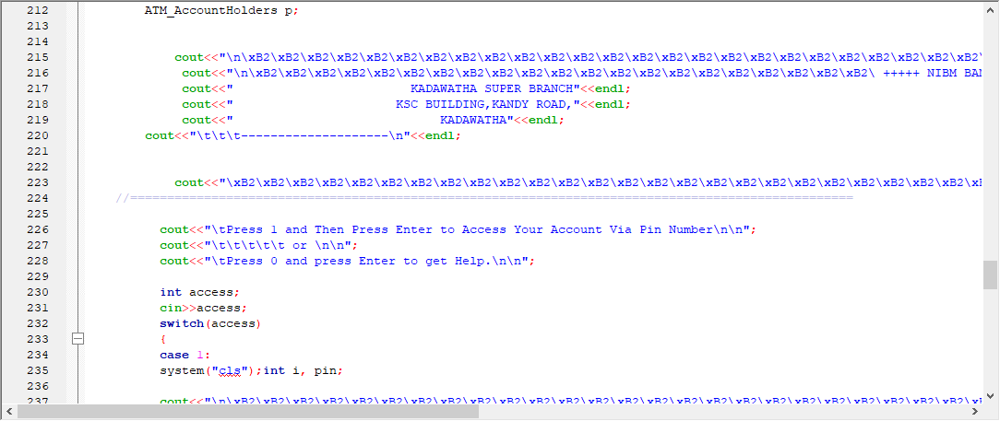 212 ATM_AccountHolders p;
213
214
215 cout<<"\n\xB2\xB2\xB2\xB2\xB2\xB2\xB2\xB2\xB2\xB2\xB2\xB2\xB2\xB2\xB2\xB2\xB2\xB2\xB2\xB2\xB2\xB2\xB2\xB2\xB2\
216 cout<<"\n\xB2\xB2\xB2\xB2\xB2\xB2\xB2\xB2\xB2\xB2\xB2\xB2\xB2\xB2\xB2\xB2\xB2\xB2\xB2\xB2\xB2\ +++++ NIBM BAN
217 cout<<"                        KADAWATHA SUPER BRANCH"<<endl;
218 cout<<"                      KSC BUILDING,KANDY ROAD,"<<endl;
219 cout<<"                            KADAWATHA"<<endl;
220 cout<<"\t\t\t--------------------\n"<<endl;
221
222
223 cout<<"\xB2\xB2\xB2\xB2\xB2\xB2\xB2\xB2\xB2\xB2\xB2\xB2\xB2\xB2\xB2\xB2\xB2\xB2\xB2\xB2\xB2\xB2\xB2\xB2\xB2\x
224 //==================================================================================================
225
226 cout<<"\tPress 1 and Then Press Enter to Access Your Account Via Pin Number\n\n";
227 cout<<"\t\t\t\t\t or \n\n";
228 cout<<"\tPress 0 and press Enter to get Help.\n\n";
229
230 int access;
231 cin>>access;
232 switch(access)
233 {
234 case 1:
235 system("cls");int i, pin;
236
237 cout<<"\n\xB2\xB2\xB2\xB2\xB2\xB2\xB2\xB2\xB2\xB2\xB2\xB2\xB2\xB2\xB2\xB2\xB2\xB2\xB2\xB2\xB2\xB2\xB2\xB2\xB2\x